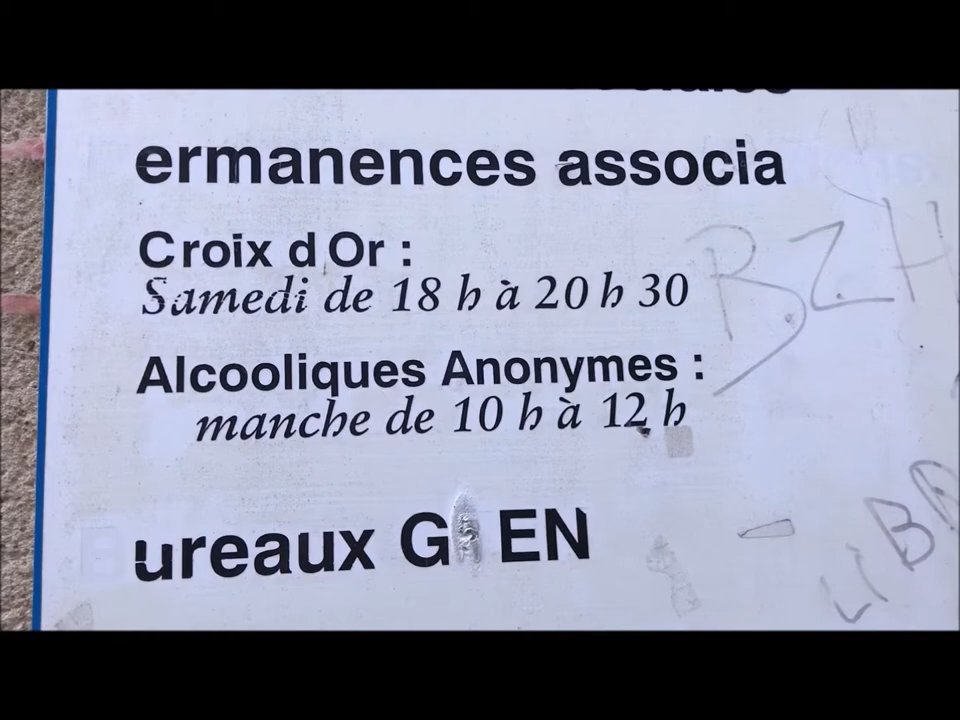 ermanences associa
Croix d Or :
Samedi de 18 h à 20 h 30
BZH
Alcooliques Anonymes :
manche de 10 h à 12 h
ureaux G EN